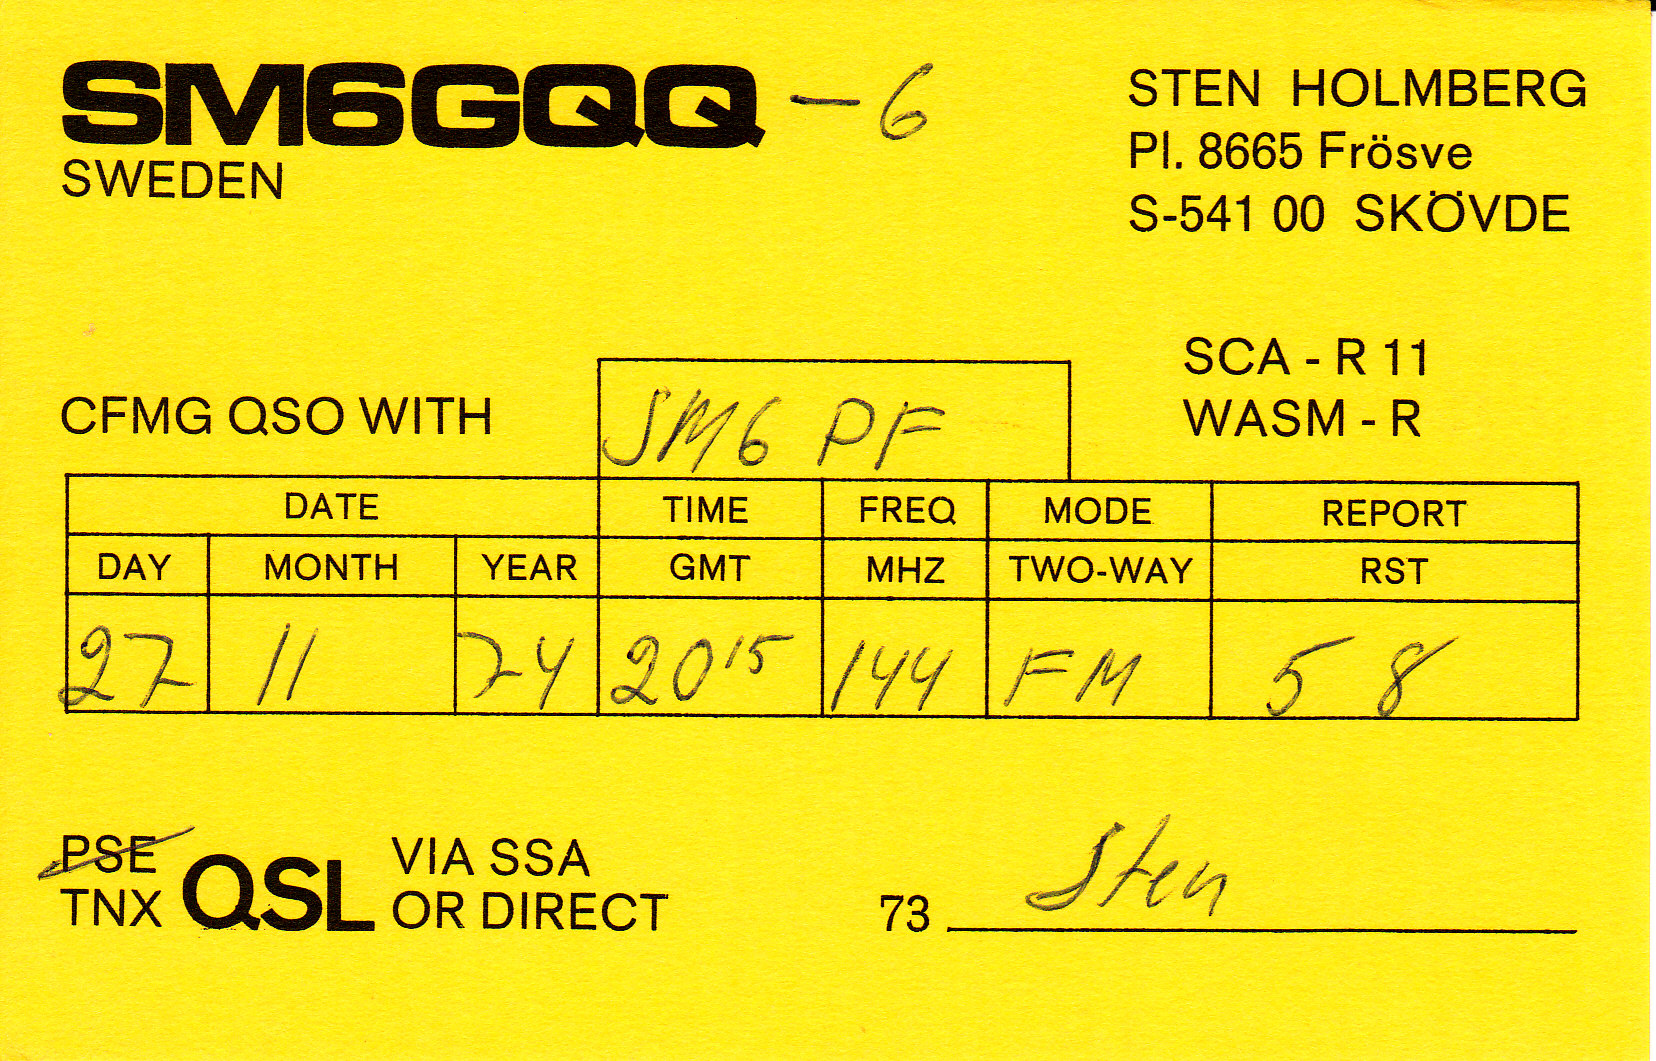 SM6GQQ - 6
SWEDEN
STEN HOLMBERG
Pl. 8665 Frösve
S-541 00 SKÖVDE
SCA - R 11
WASM - R
CFMG QSO WITH SM6 PF
DATE TIME FREQ MODE REPORT
DAY MONTH YEAR GMT MHZ TWO-WAY RST
27 11 74 20 15 144 FM 5 8
PSE
TNX QSL VIA SSA
OR DIRECT
73 Sten